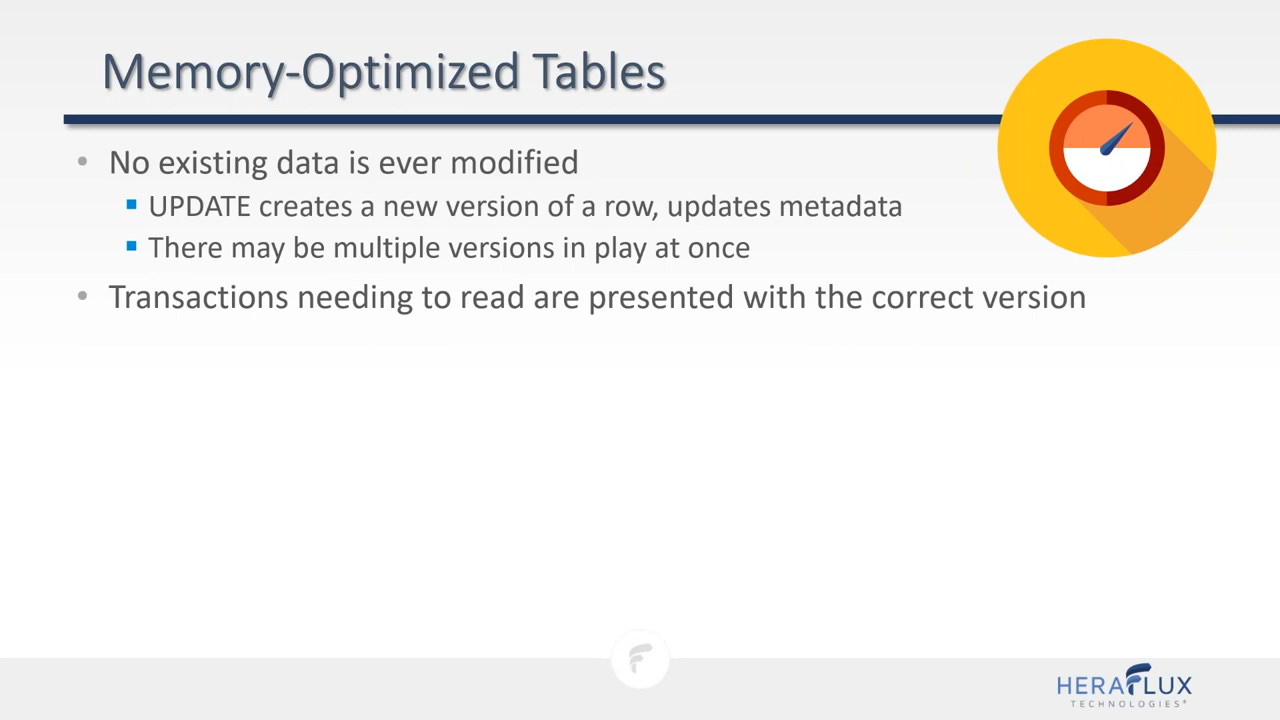 Memory-Optimized Tables
• No existing data is ever modified
▪ UPDATE creates a new version of a row, updates metadata
▪ There may be multiple versions in play at once
• Transactions needing to read are presented with the correct version
HERAFLUX
TECHNOLOGIES®